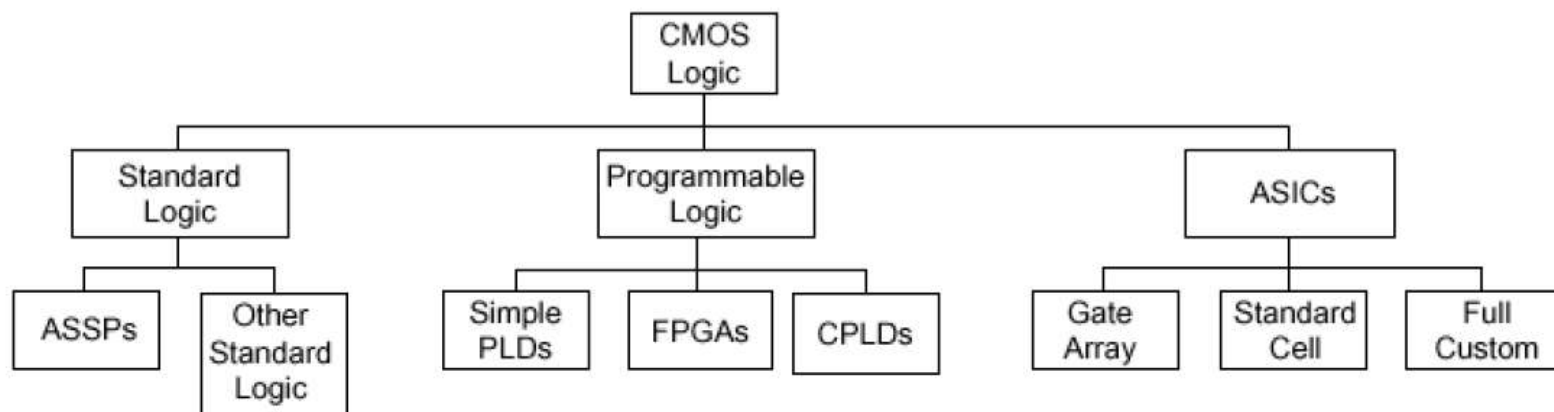 CMOS
Logic
Standard
Logic
Programmable
Logic
ASICs
ASSPs
Other
Standard
Logic
Simple
PLDs
FPGAs
CPLDs
Gate
Array
Standard
Cell
Full
Custom